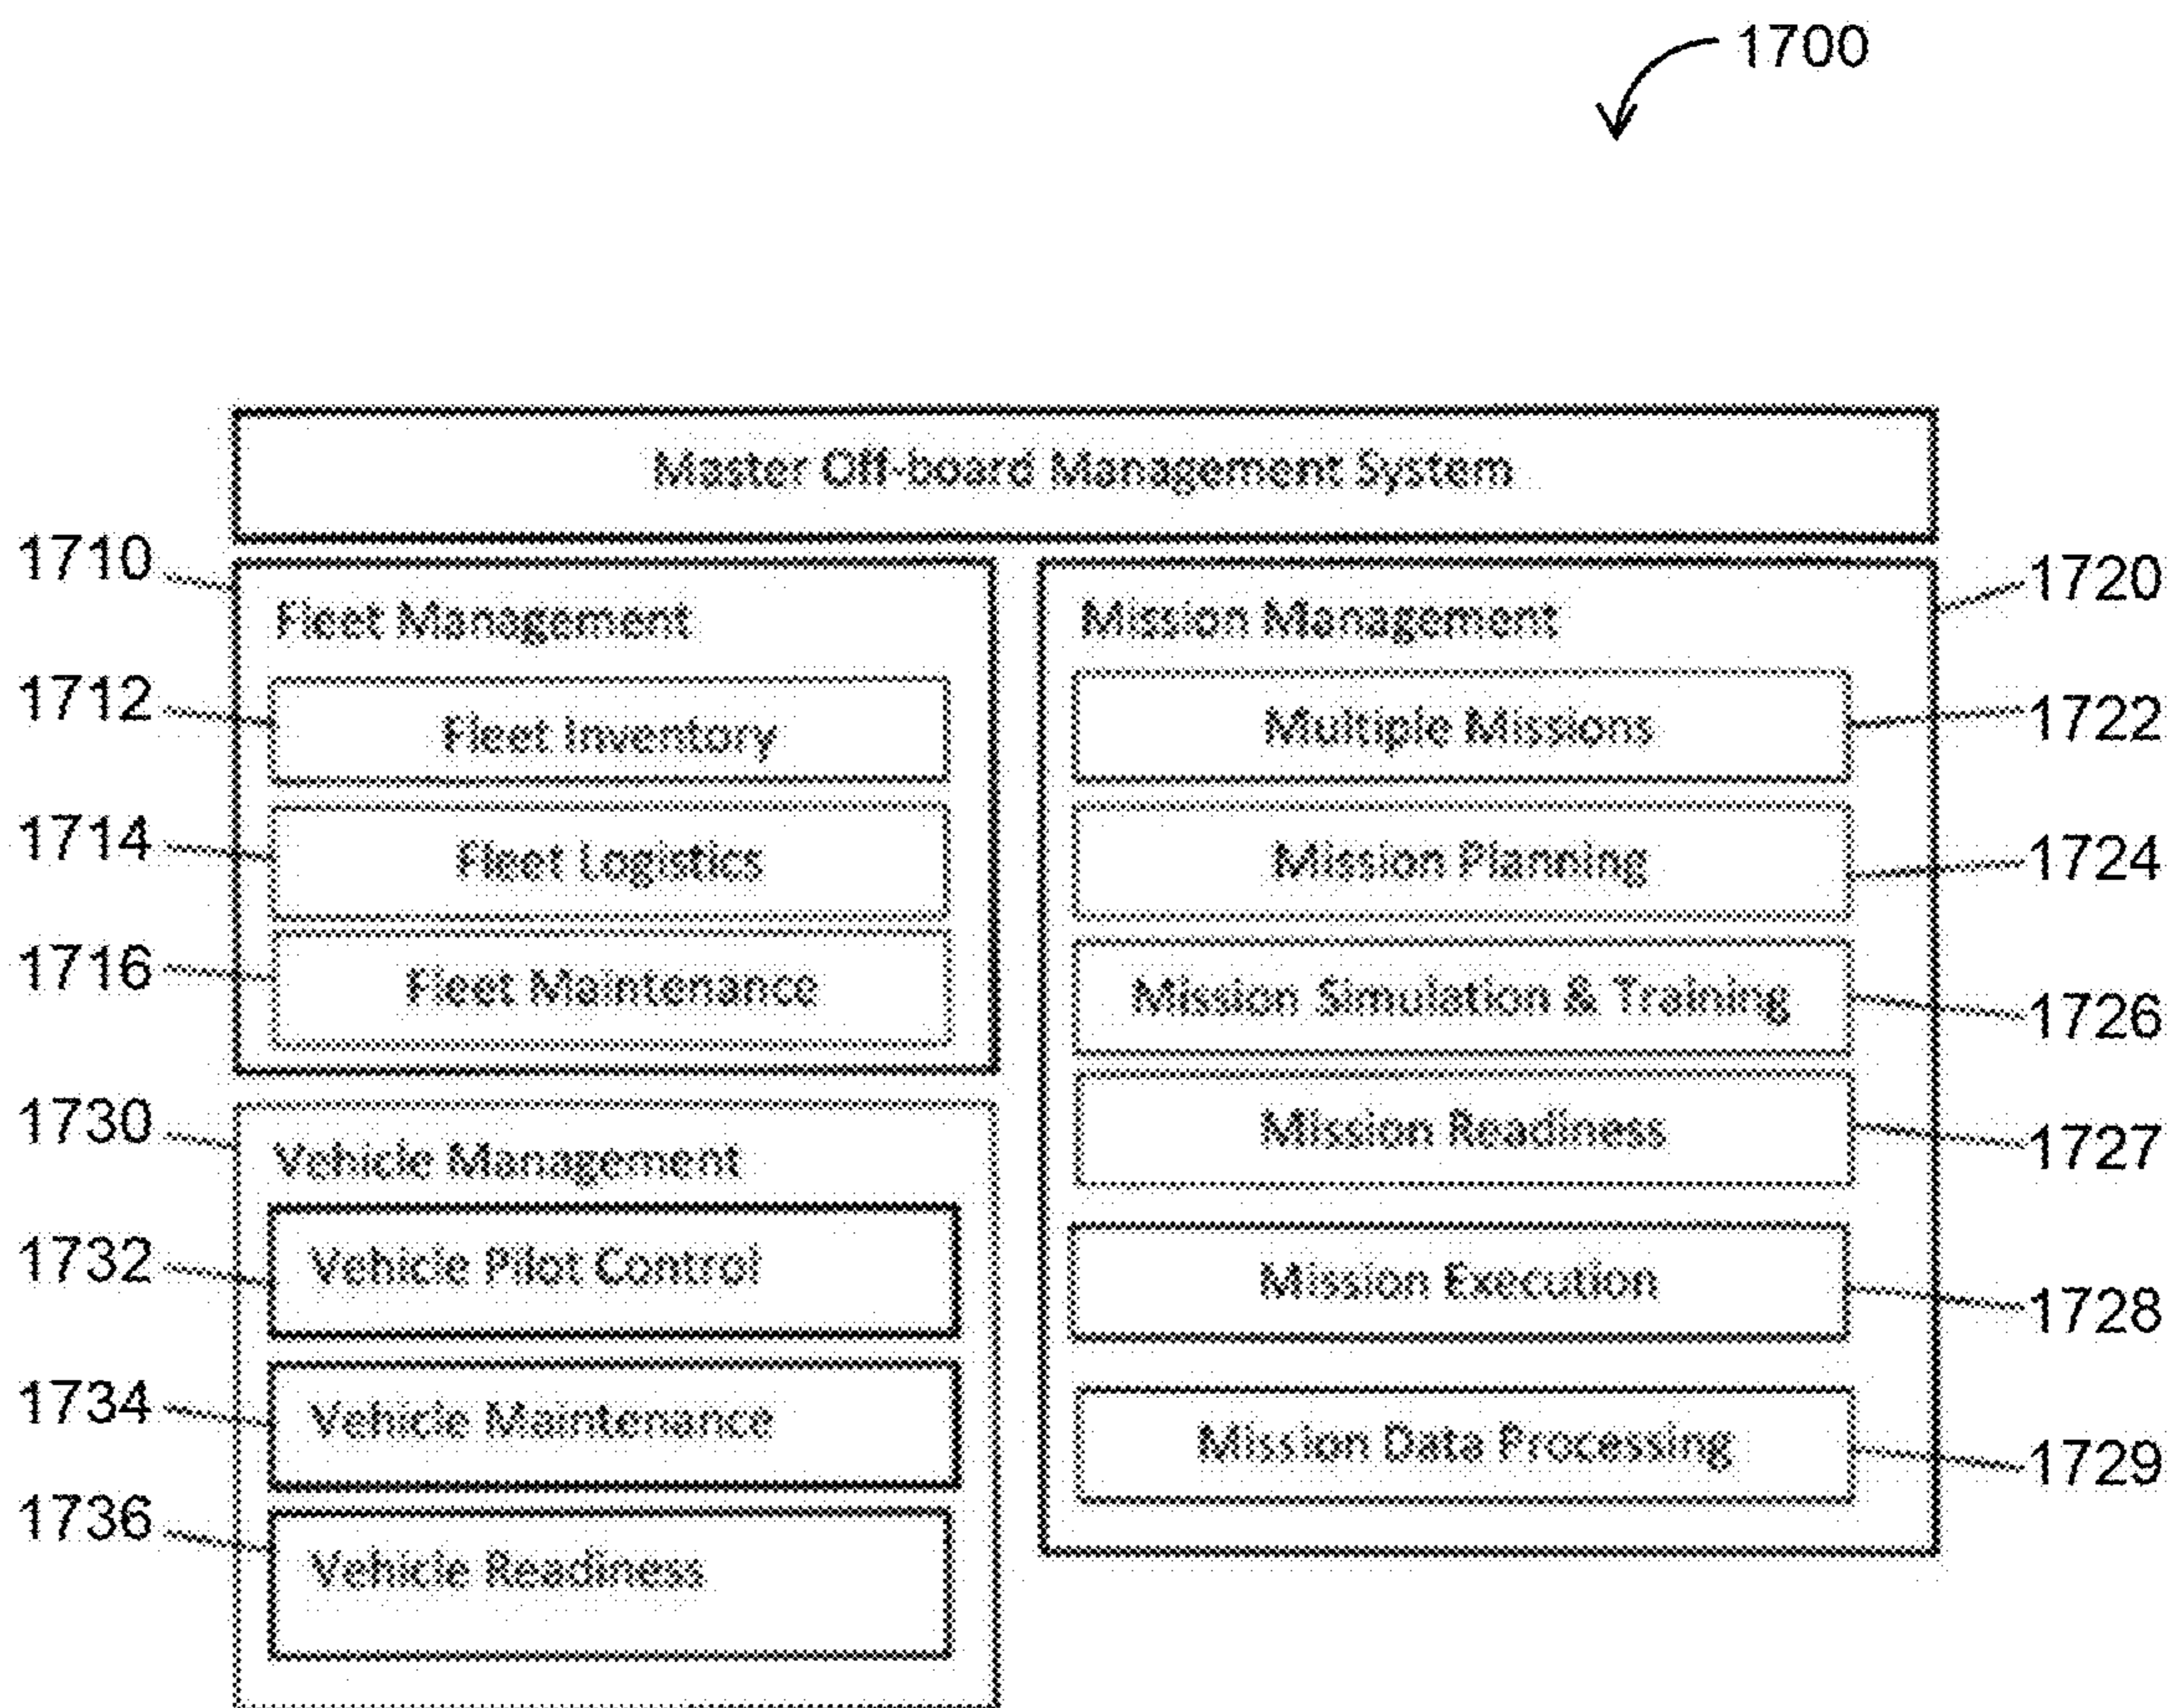 1700
Master Off-board Management System
1710
Fleet Management
1712
Fleet Inventory
1714
Fleet Logistics
1716
Fleet Maintenance
1730
Vehicle Management
1732
Vehicle Pilot Control
1734
Vehicle Maintenance
1736
Vehicle Readiness
Mission Management
1720
Multiple Missions
1722
Mission Planning
1724
Mission Simulation & Training
1726
Mission Readiness
1727
Mission Execution
1728
Mission Data Processing
1729